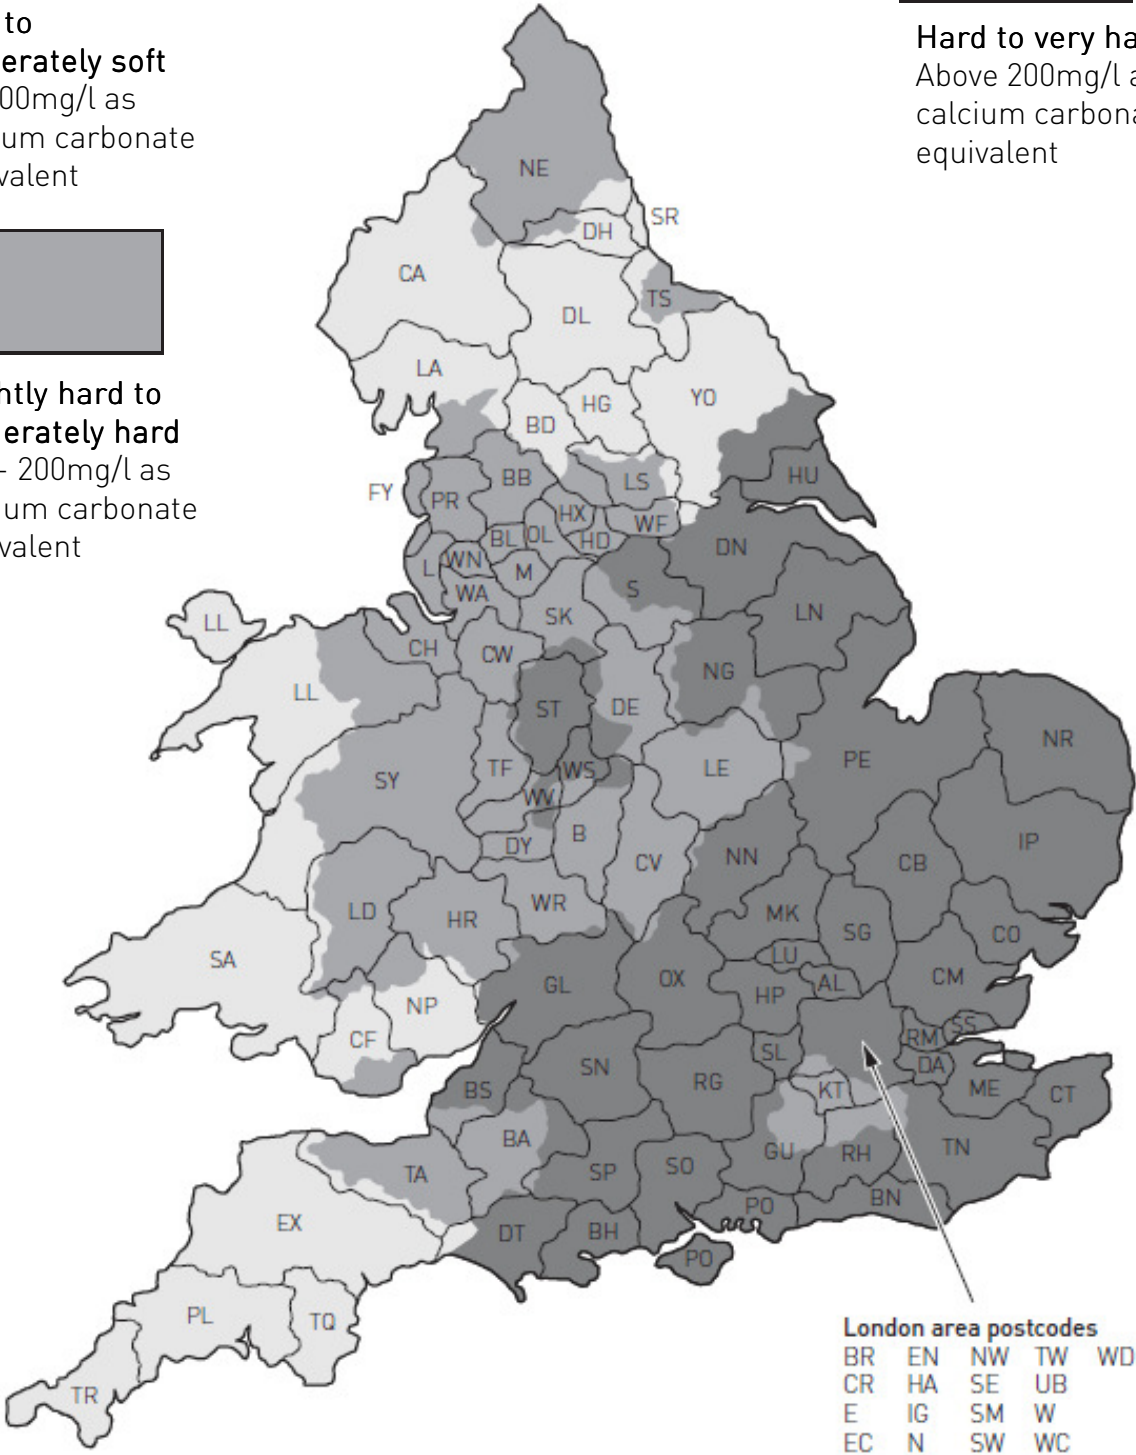 to
erately soft
00mg/l as
um carbonate
valent
Hard to very ha
Above 200mg/l a
calcium carbona
equivalent
htly hard to
derately hard
- 200mg/l as
ium carbonate
ivalent
NE
SR
DH
CA
TS
DL
LA
YO
HG
BD
HU
BB
LS
FY
PR
HX
WF
OL
BL
HD
DN
WN
L
M
WA
S
LN
SK
LL
CH
CW
NG
LL
ST
DE
NR
PE
SY
TF
WS
LE
WV
B
IP
DY
NN
CB
CV
LD
HR
WR
MK
SG
CO
SA
LU
GL
OX
CM
AL
HP
NP
SS
CF
RM
SL
SN
DA
RG
BS
KT
ME
CT
BA
TN
GU
RH
TA
SP
SO
BN
PO
EX
DT
BH
PO
PL
TQ
TR
London area postcodes
BR EN NW TW WD
CR HA SE UB
E IG SM W
EC N SW WC